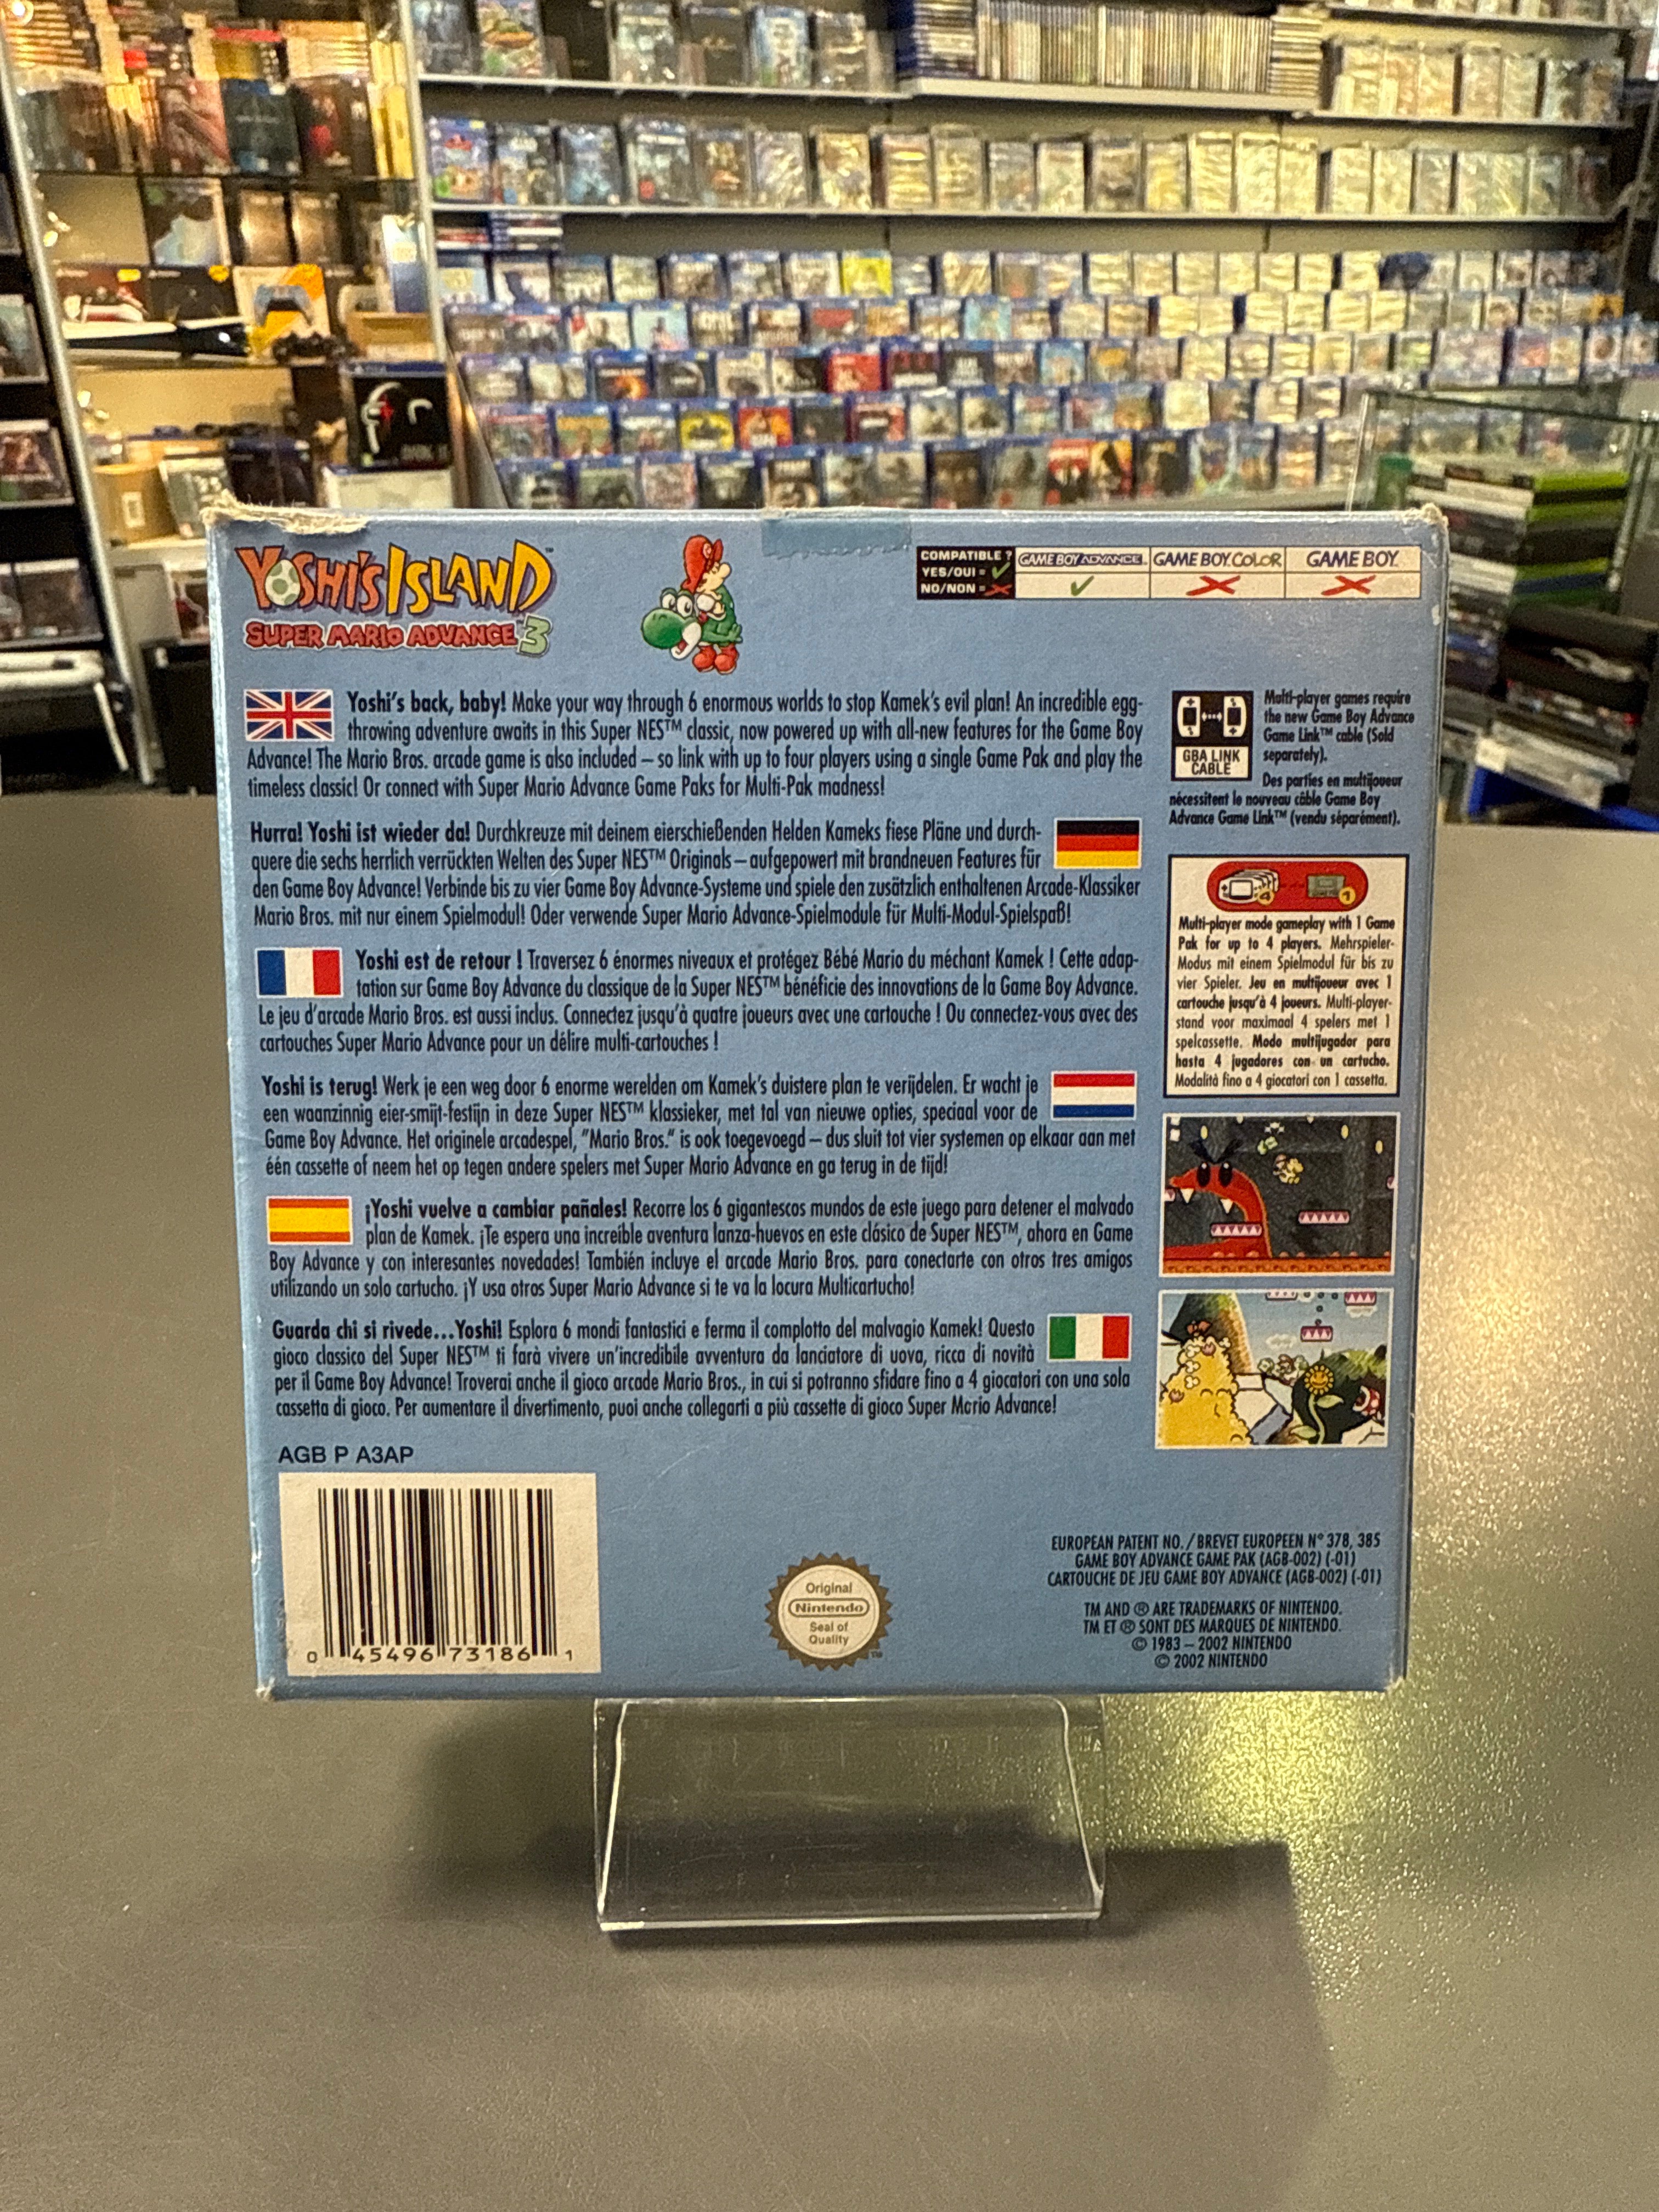 YOSHI'S ISLAND™
SUPER MARIO ADVANCE 3
COMPATIBLE ?
YES/OUI = ✓
NO/NON = ✗
GAME BOY ADVANCE
GAME BOY COLOR
GAME BOY
Yoshi's back, baby! Make your way through 6 enormous worlds to stop Kamek's evil plan! An incredible egg-
throwing adventure awaits in this Super NES™ classic, now powered up with all-new features for the Game Boy
Advance! The Mario Bros. arcade game is also included – so link with up to four players using a single Game Pak and play the
timeless classic! Or connect with Super Mario Advance Game Paks for Multi-Pak madness!
Hurra! Yoshi ist wieder da! Durchkreuze mit deinem eierschießenden Helden Kameks fiese Pläne und durch-
quere die sechs herrlich verrückten Welten des Super NES™ Originals – aufgepowert mit brandneuen Features für
den Game Boy Advance! Verbinde bis zu vier Game Boy Advance-Systeme und spiele den zusätzlich enthaltenen Arcade-Klassiker
Mario Bros. mit nur einem Spielmodul! Oder verwende Super Mario Advance-Spielmodule für Multi-Modul-Spielspaß!
Yoshi est de retour ! Traversez 6 énormes niveaux et protégez Bébé Mario du méchant Kamek ! Cette adap-
tation sur Game Boy Advance du classique de la Super NES™ bénéficie des innovations de la Game Boy Advance.
Le jeu d'arcade Mario Bros. est aussi inclus. Connectez jusqu'à quatre joueurs avec une cartouche ! Ou connectez-vous avec des
cartouches Super Mario Advance pour un délire multi-cartouches !
Yoshi is terug! Werk je een weg door 6 enorme werelden om Kamek's duistere plan te verijdelen. Er wacht je
een waanzinnig eier-smijt-festijn in deze Super NES™ klassieker, met tal van nieuwe opties, speciaal voor de
Game Boy Advance. Het originele arcadespel, "Mario Bros." is ook toegevoegd – dus sluit tot vier systemen op elkaar aan met
één cassette of neem het op tegen andere spelers met Super Mario Advance en ga terug in de tijd!
¡Yoshi vuelve a cambiar pañales! Recorre los 6 gigantescos mundos de este juego para detener el malvado
plan de Kamek. ¡Te espera una increíble aventura lanza-huevos en este clásico de Super NES™, ahora en Game
Boy Advance y con interesantes novedades! También incluye el arcade Mario Bros. para conectarte con otros tres amigos
utilizando un solo cartucho. ¡Y usa otros Super Mario Advance si te va la locura Multicartucho!
Guarda chi si rivede...Yoshi! Esplora 6 mondi fantastici e ferma il complotto del malvagio Kamek! Questo
gioco classico del Super NES™ ti farà vivere un'incredibile avventura da lanciatore di uova, ricca di novità
per il Game Boy Advance! Troverai anche il gioco arcade Mario Bros., in cui si potranno sfidare fino a 4 giocatori con una sola
cassetta di gioco. Per aumentare il divertimento, puoi anche collegarti a più cassette di gioco Super Mario Advance!
GBA LINK
CABLE
Multi-player games require
the new Game Boy Advance
Game Link™ cable (Sold
separately).
Des parties en multijoueur
nécessitent le nouveau câble Game Boy
Advance Game Link™ (vendu séparément).
4
1
Multi-player mode gameplay with 1 Game
Pak for up to 4 players. Mehrspieler-
Modus mit einem Spielmodul für bis zu
vier Spieler. Jeu en multijoueur avec 1
cartouche jusqu'à 4 joueurs. Multi-player-
stand voor maximaal 4 spelers met 1
spelcassette. Modo multijugador para
hasta 4 jugadores con un cartucho.
Modalità fino a 4 giocatori con 1 cassetta.
AGB P A3AP
0 45496 73186 1
Original
Nintendo
Seal of
Quality
EUROPEAN PATENT NO. / BREVET EUROPEEN N° 378, 385
GAME BOY ADVANCE GAME PAK (AGB-002) (-01)
CARTOUCHE DE JEU GAME BOY ADVANCE (AGB-002) (-01)
TM AND ® ARE TRADEMARKS OF NINTENDO.
TM ET ® SONT DES MARQUES DE NINTENDO.
© 1983 – 2002 NINTENDO
© 2002 NINTENDO